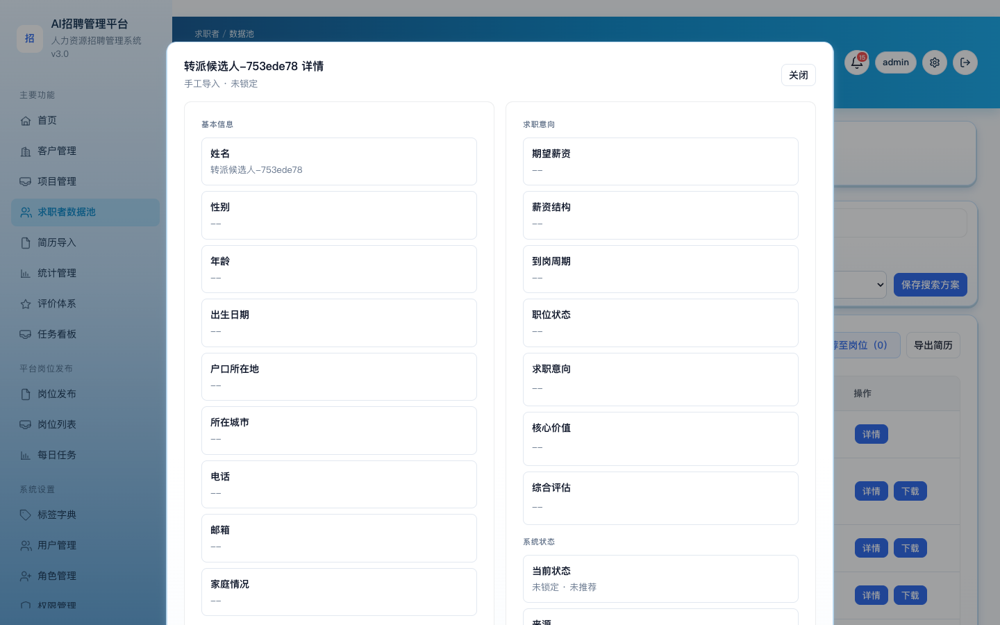 招
AI招聘管理平台
人力资源招聘管理系统
v3.0
主要功能
首页
客户管理
项目管理
求职者数据池
简历导入
统计管理
评价体系
任务看板
平台岗位发布
岗位发布
岗位列表
每日任务
系统设置
标签字典
用户管理
角色管理
权限管理
求职者 / 数据池
15
admin
转派候选人-753ede78 详情
手工导入 · 未锁定
关闭
基本信息
姓名
转派候选人-753ede78
性别
--
年龄
--
出生日期
--
户口所在地
--
所在城市
--
电话
--
邮箱
--
家庭情况
--
求职意向
期望薪资
--
薪资结构
--
到岗周期
--
职位状态
--
求职意向
--
核心价值
--
综合评估
--
系统状态
当前状态
未锁定 · 未推荐
来源
保存搜索方案
至岗位 (0)
导出简历
操作
详情
详情 下载
详情 下载
详情 下载